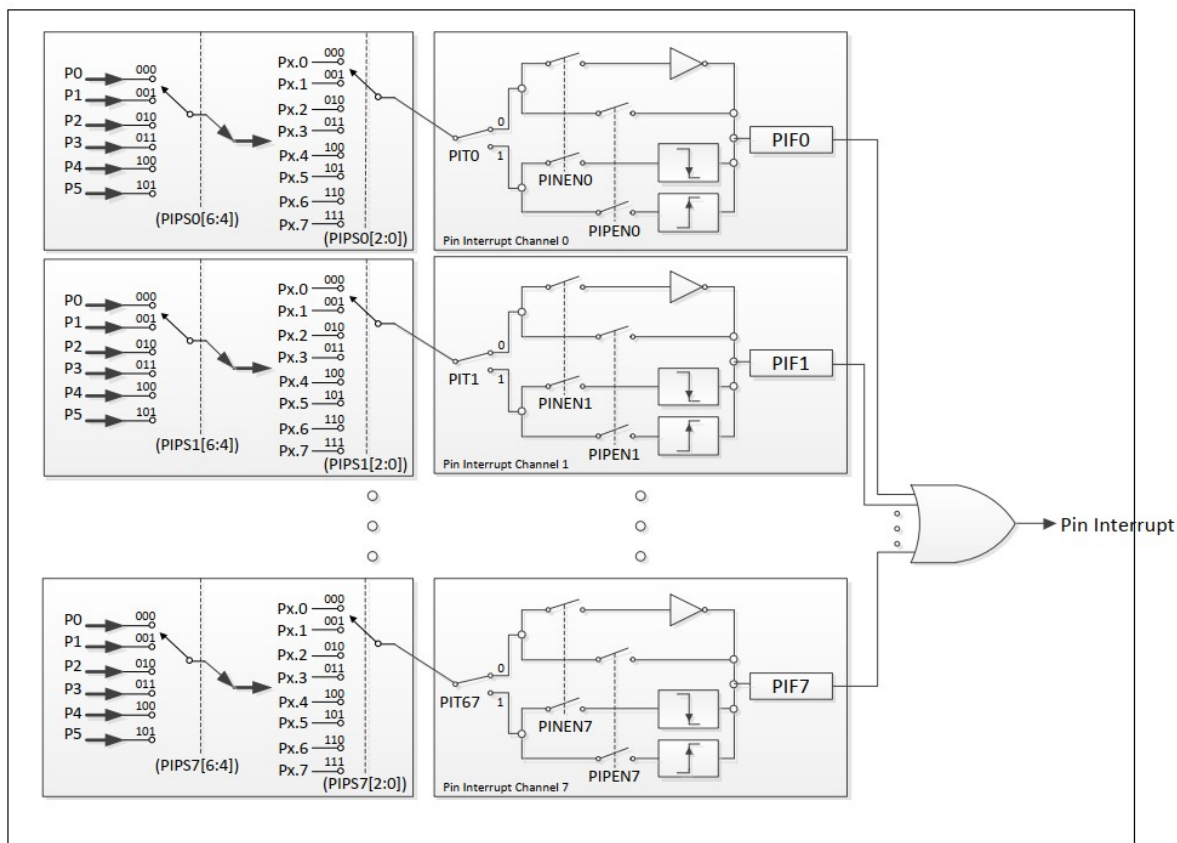 P0 000
P1 001
P2 010
P3 011
P4 100
P5 101
(PIPS0[6:4])
Px.0 000
Px.1 001
Px.2 010
Px.3 011
Px.4 100
Px.5 101
Px.6 110
Px.7 111
(PIPS0[2:0])
PIT0
0
1
PINEN0
PIPEN0
Pin Interrupt Channel 0
PIF0
P0 000
P1 001
P2 010
P3 011
P4 100
P5 101
(PIPS1[6:4])
Px.0 000
Px.1 001
Px.2 010
Px.3 011
Px.4 100
Px.5 101
Px.6 110
Px.7 111
(PIPS1[2:0])
PIT1
0
1
PINEN1
PIPEN1
Pin Interrupt Channel 1
PIF1
Pin Interrupt
P0 000
P1 001
P2 010
P3 011
P4 100
P5 101
(PIPS7[6:4])
Px.0 000
Px.1 001
Px.2 010
Px.3 011
Px.4 100
Px.5 101
Px.6 110
Px.7 111
(PIPS7[2:0])
PIT67
0
1
PINEN7
PIPEN7
Pin Interrupt Channel 7
PIF7